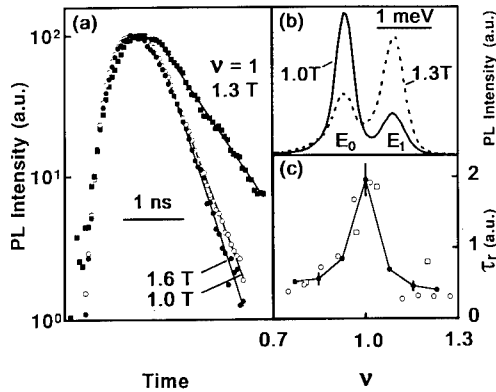 (a)
ν = 1
1.3 T
1 ns
1.6 T
1.0 T
10²
10¹
10⁰
PL Intensity (a.u.)
Time
(b)
1 meV
1.0T
1.3T
E₀
E₁
PL Intensity (a.u.)
(c)
2
1
0
τᵣ (a.u.)
0.7
1.0
1.3
ν